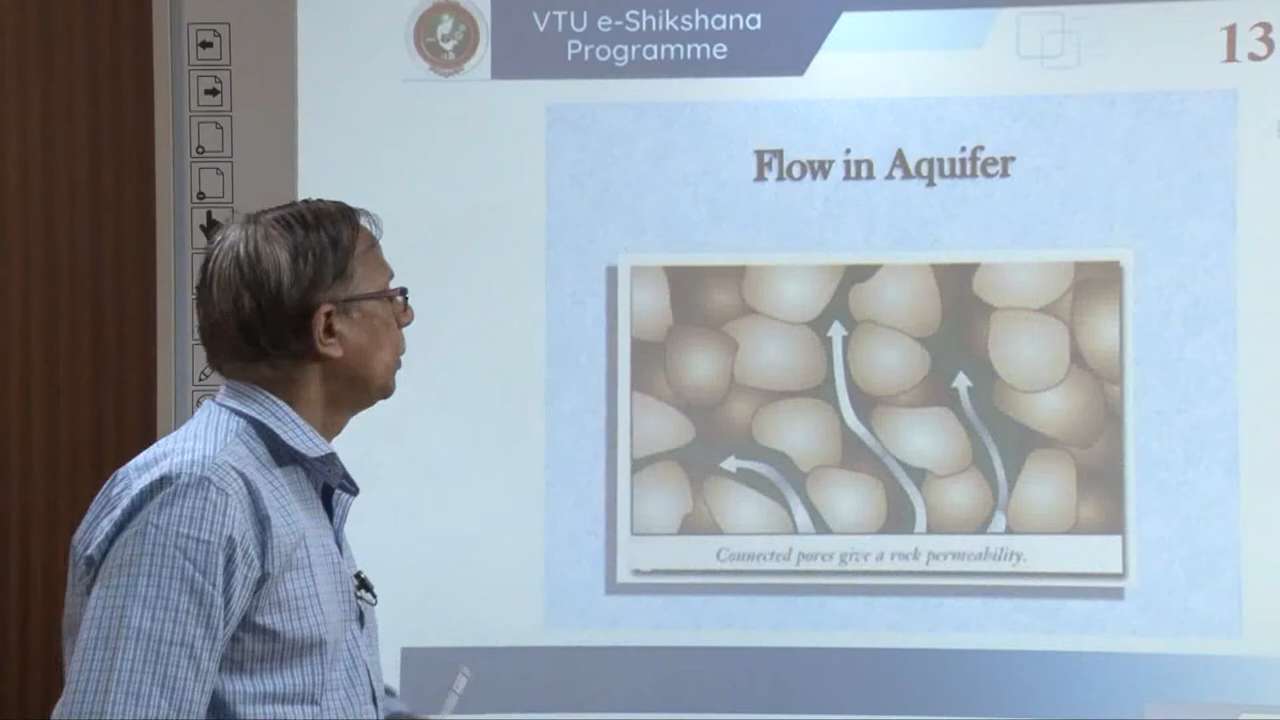 VTU e-Shikshana
Programme
13
Flow in Aquifer
Connected pores give a rock permeability.